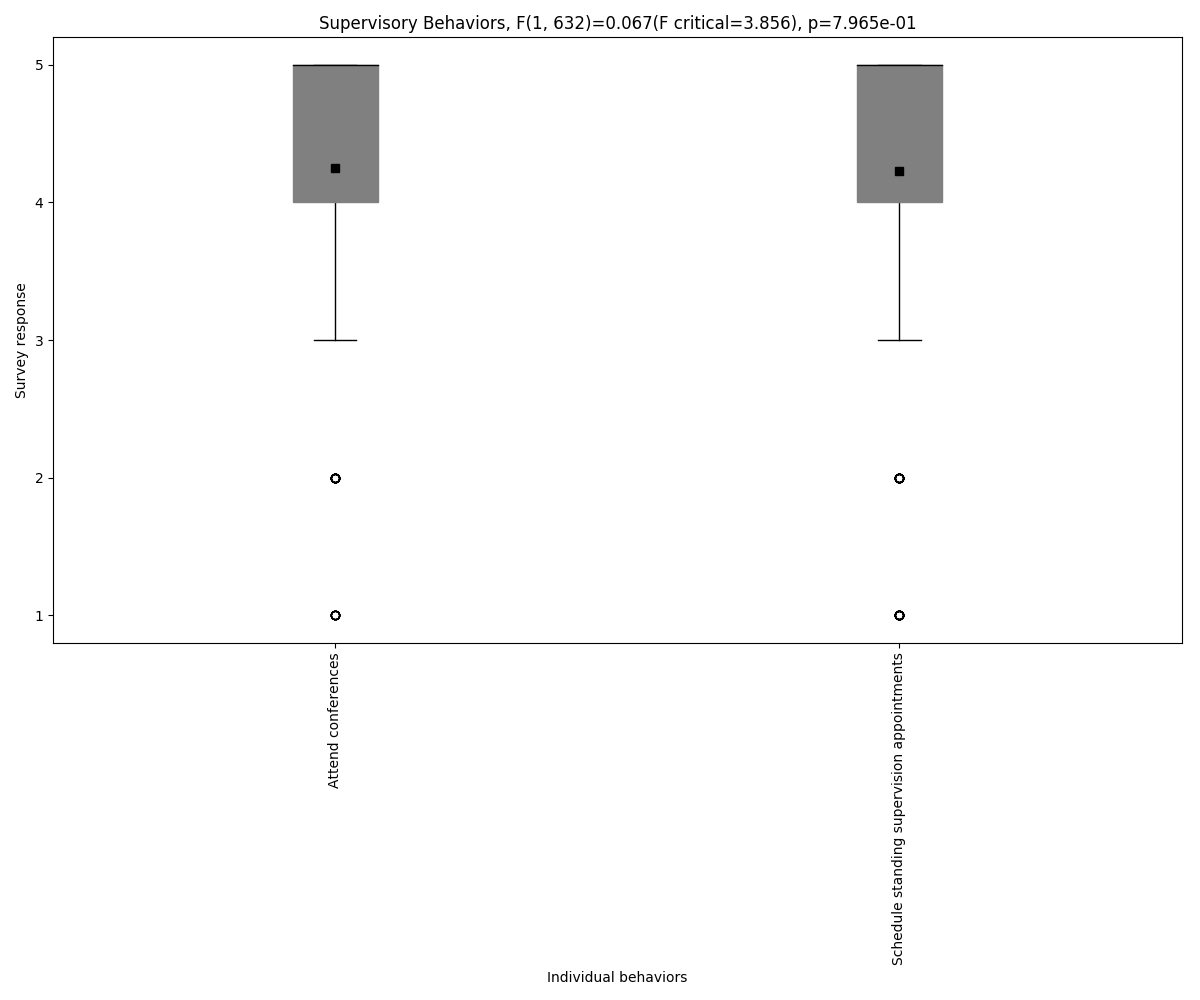 Supervisory Behaviors, F(1, 632)=0.067(F critical=3.856), p=7.965e-01
5
4
3
2
1
Survey response
Attend conferences
Schedule standing supervision appointments
Individual behaviors